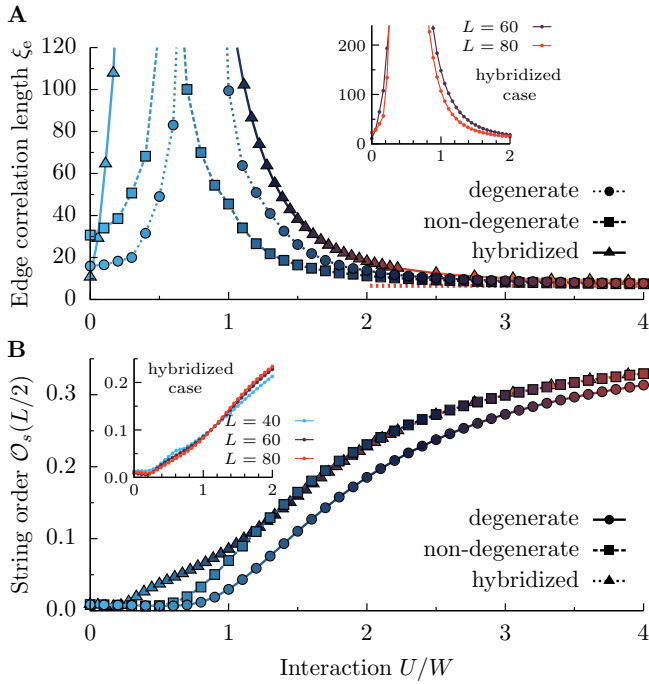 A
Edge correlation length ξe
120
100
80
60
40
20
0
0 1 2 3 4
L = 60
L = 80
hybridized
case
200
100
0
0 1 2
degenerate
non-degenerate
hybridized
B
String order 𝒪s(L/2)
0.3
0.2
0.1
0.0
hybridized
case
0.2
0.1
0.0
0 1 2
L = 40
L = 60
L = 80
degenerate
non-degenerate
hybridized
0 1 2 3 4
Interaction U/W